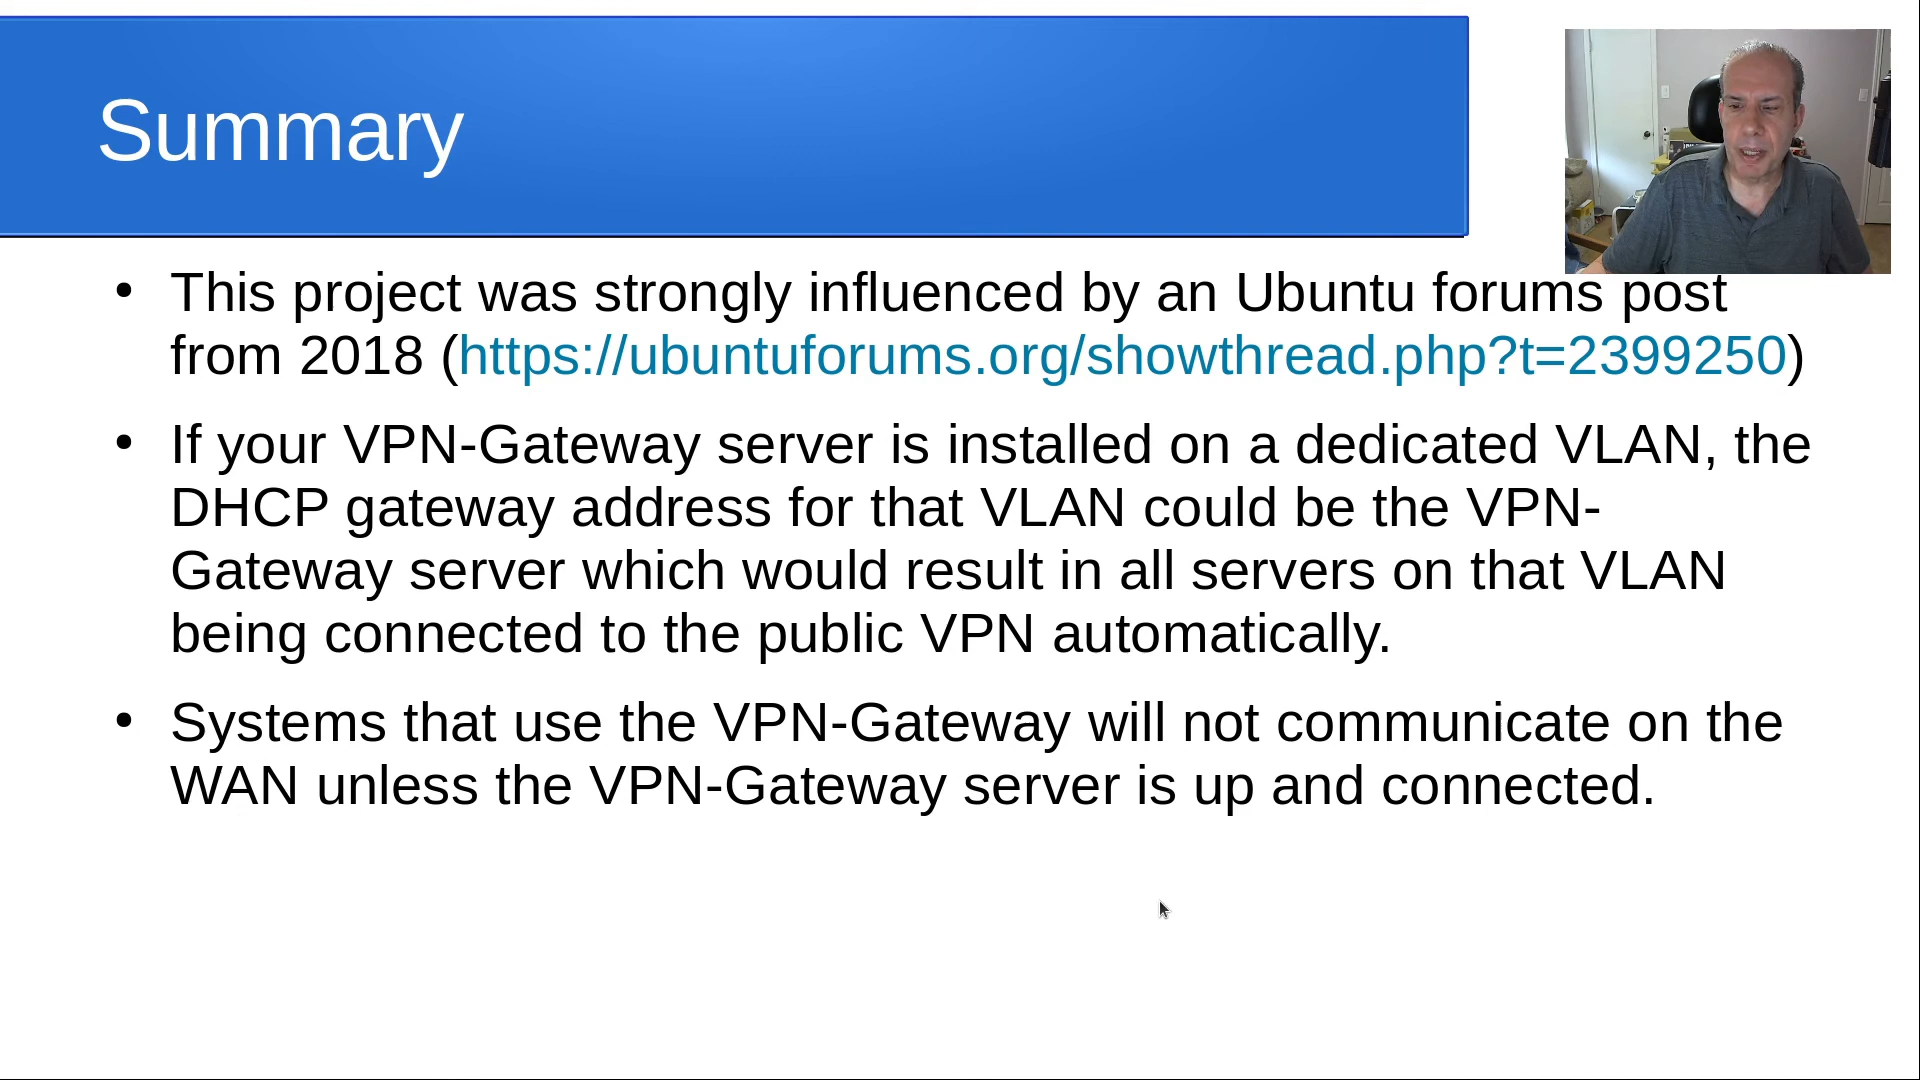 Summary
• This project was strongly influenced by an Ubuntu forums post
from 2018 (https://ubuntuforums.org/showthread.php?t=2399250)
• If your VPN-Gateway server is installed on a dedicated VLAN, the
DHCP gateway address for that VLAN could be the VPN-
Gateway server which would result in all servers on that VLAN
being connected to the public VPN automatically.
• Systems that use the VPN-Gateway will not communicate on the
WAN unless the VPN-Gateway server is up and connected.